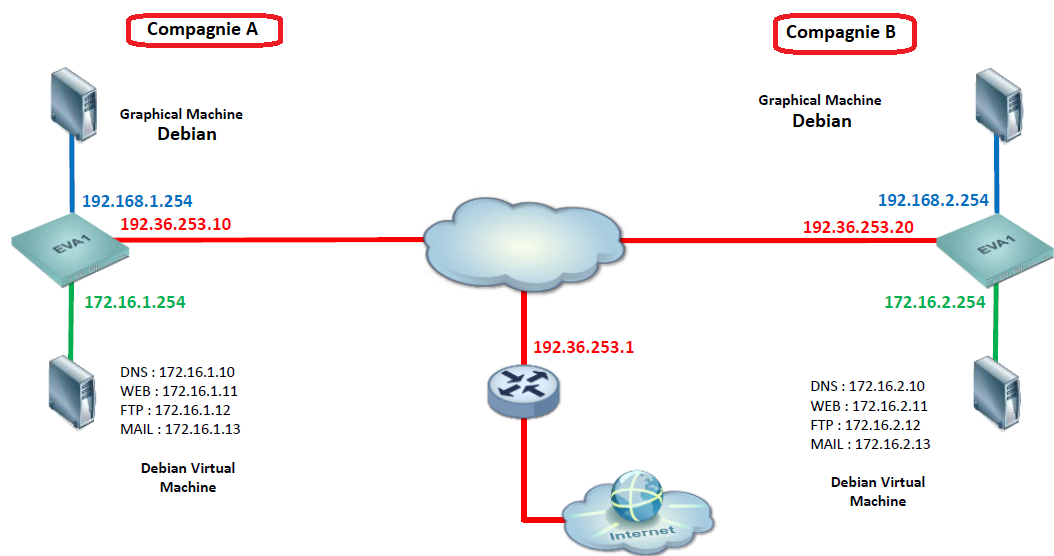 Compagnie A
Compagnie B
Graphical Machine
Debian
Graphical Machine
Debian
192.168.1.254
192.36.253.10
EVA1
172.16.1.254
192.168.2.254
192.36.253.20
EVA1
172.16.2.254
192.36.253.1
DNS : 172.16.1.10
WEB : 172.16.1.11
FTP : 172.16.1.12
MAIL : 172.16.1.13
Debian Virtual
Machine
DNS : 172.16.2.10
WEB : 172.16.2.11
FTP : 172.16.2.12
MAIL : 172.16.2.13
Debian Virtual
Machine
Internet